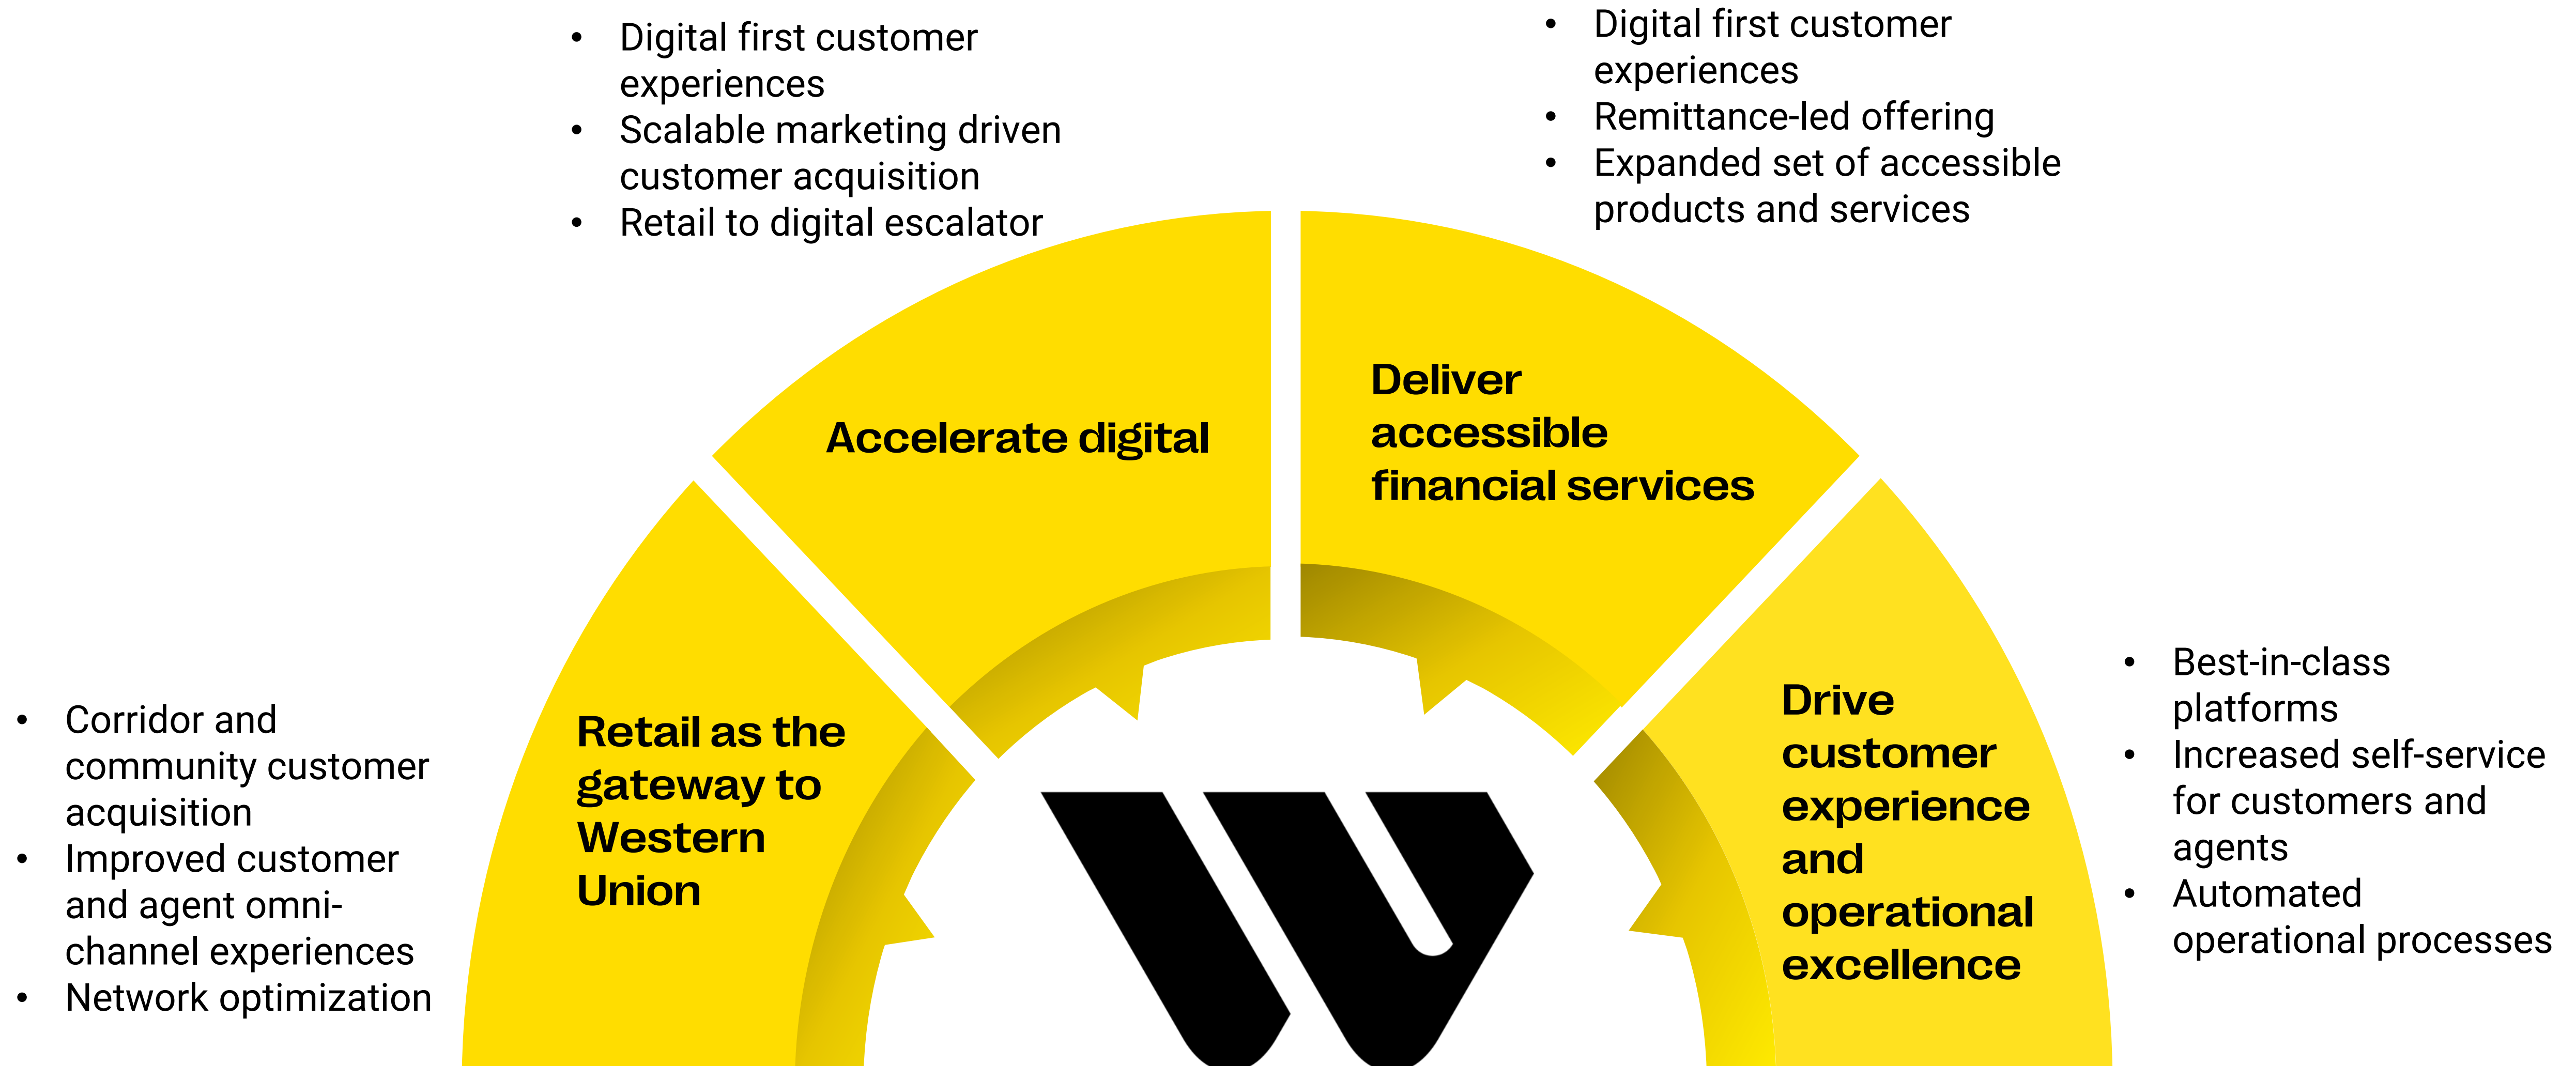 • Digital first customer
experiences
• Scalable marketing driven
customer acquisition
• Retail to digital escalator
• Digital first customer
experiences
• Remittance-led offering
• Expanded set of accessible
products and services
Accelerate digital
Deliver
accessible
financial services
• Corridor and
community customer
acquisition
• Improved customer
and agent omni-
channel experiences
• Network optimization
Retail as the
gateway to
Western
Union
Drive
customer
experience
and
operational
excellence
• Best-in-class
platforms
• Increased self-service
for customers and
agents
• Automated
operational processes